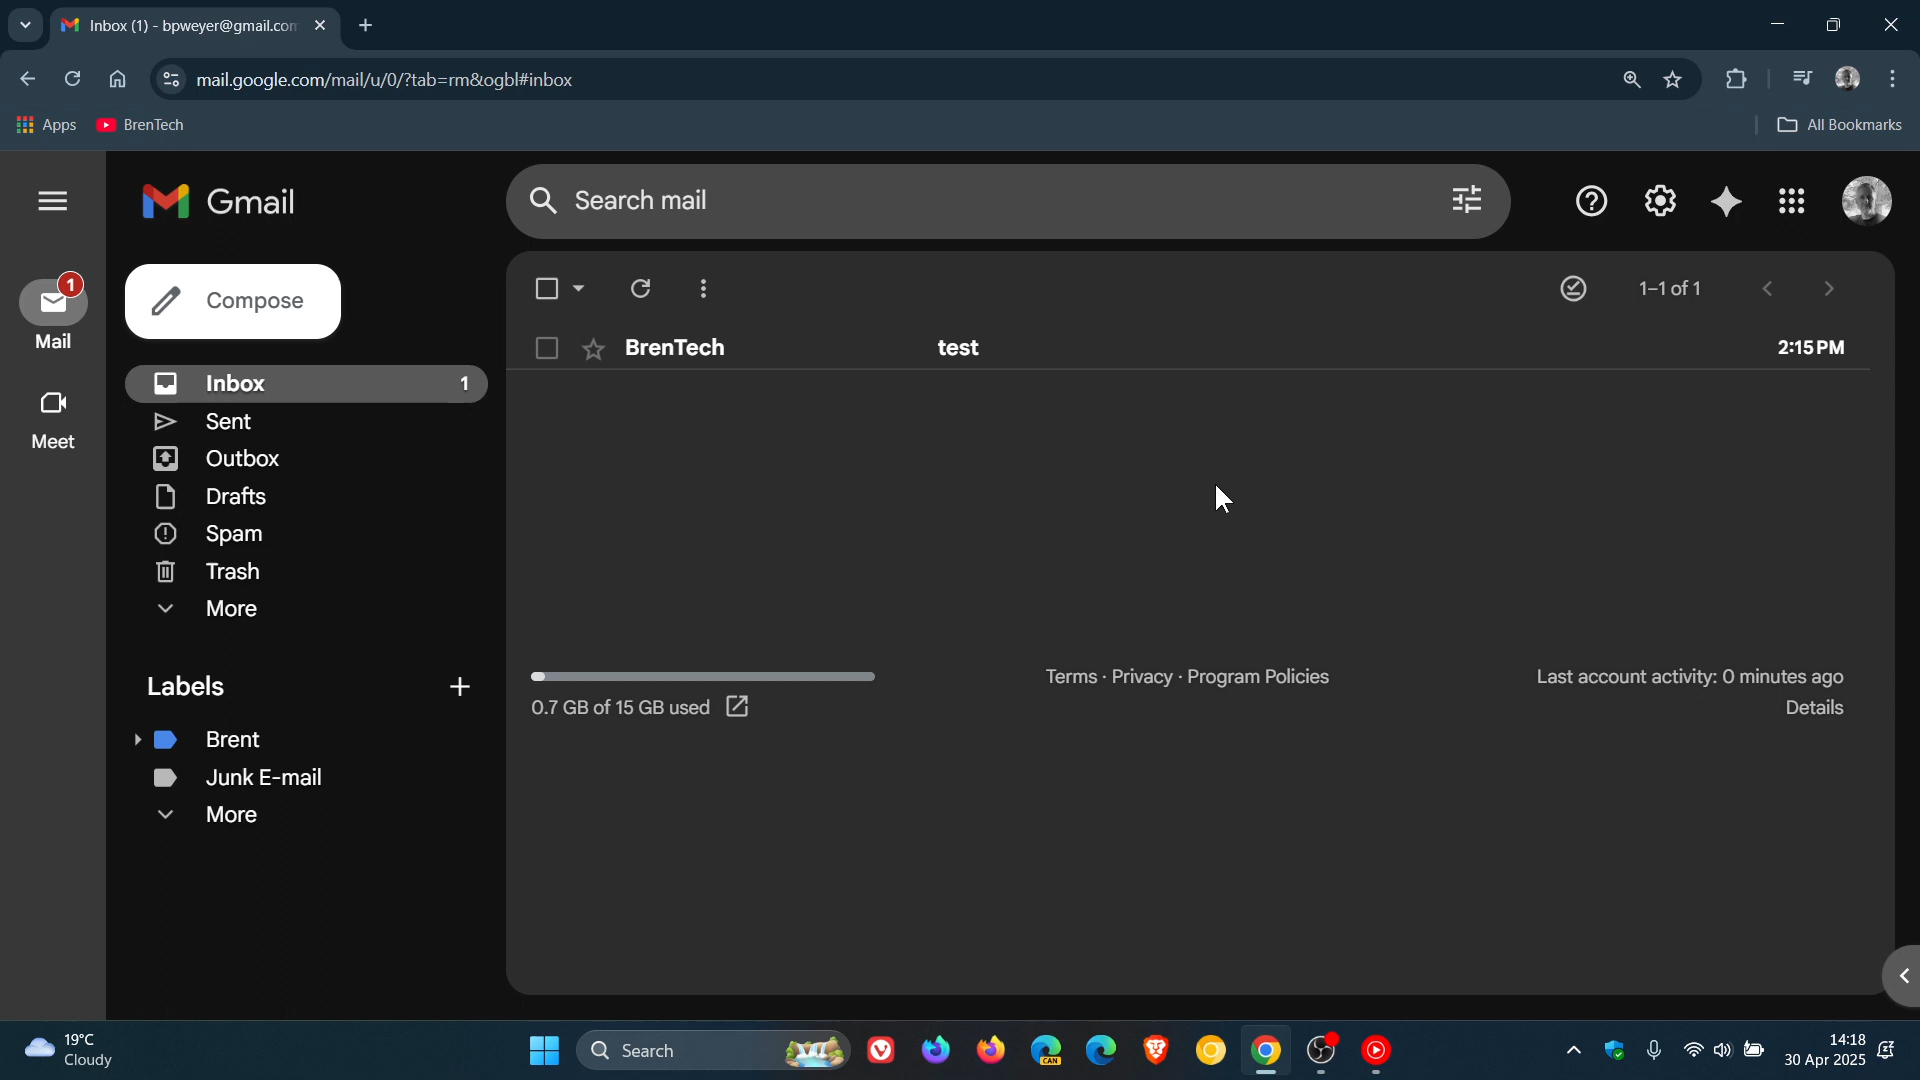 Inbox (1) - bpweyer@gmail.com
mail.google.com/mail/u/0/?tab=rm&ogbl#inbox
Apps
BrenTech
All Bookmarks
Gmail
Search mail
1
Mail
Meet
Compose
Inbox 1
Sent
Outbox
Drafts
Spam
Trash
More
Labels
Brent
Junk E-mail
More
1–1 of 1
BrenTech test 2:15 PM
0.7 GB of 15 GB used
Terms · Privacy · Program Policies
Last account activity: 0 minutes ago
Details
19°C
Cloudy
Search
CAN
14:18
30 Apr 2025